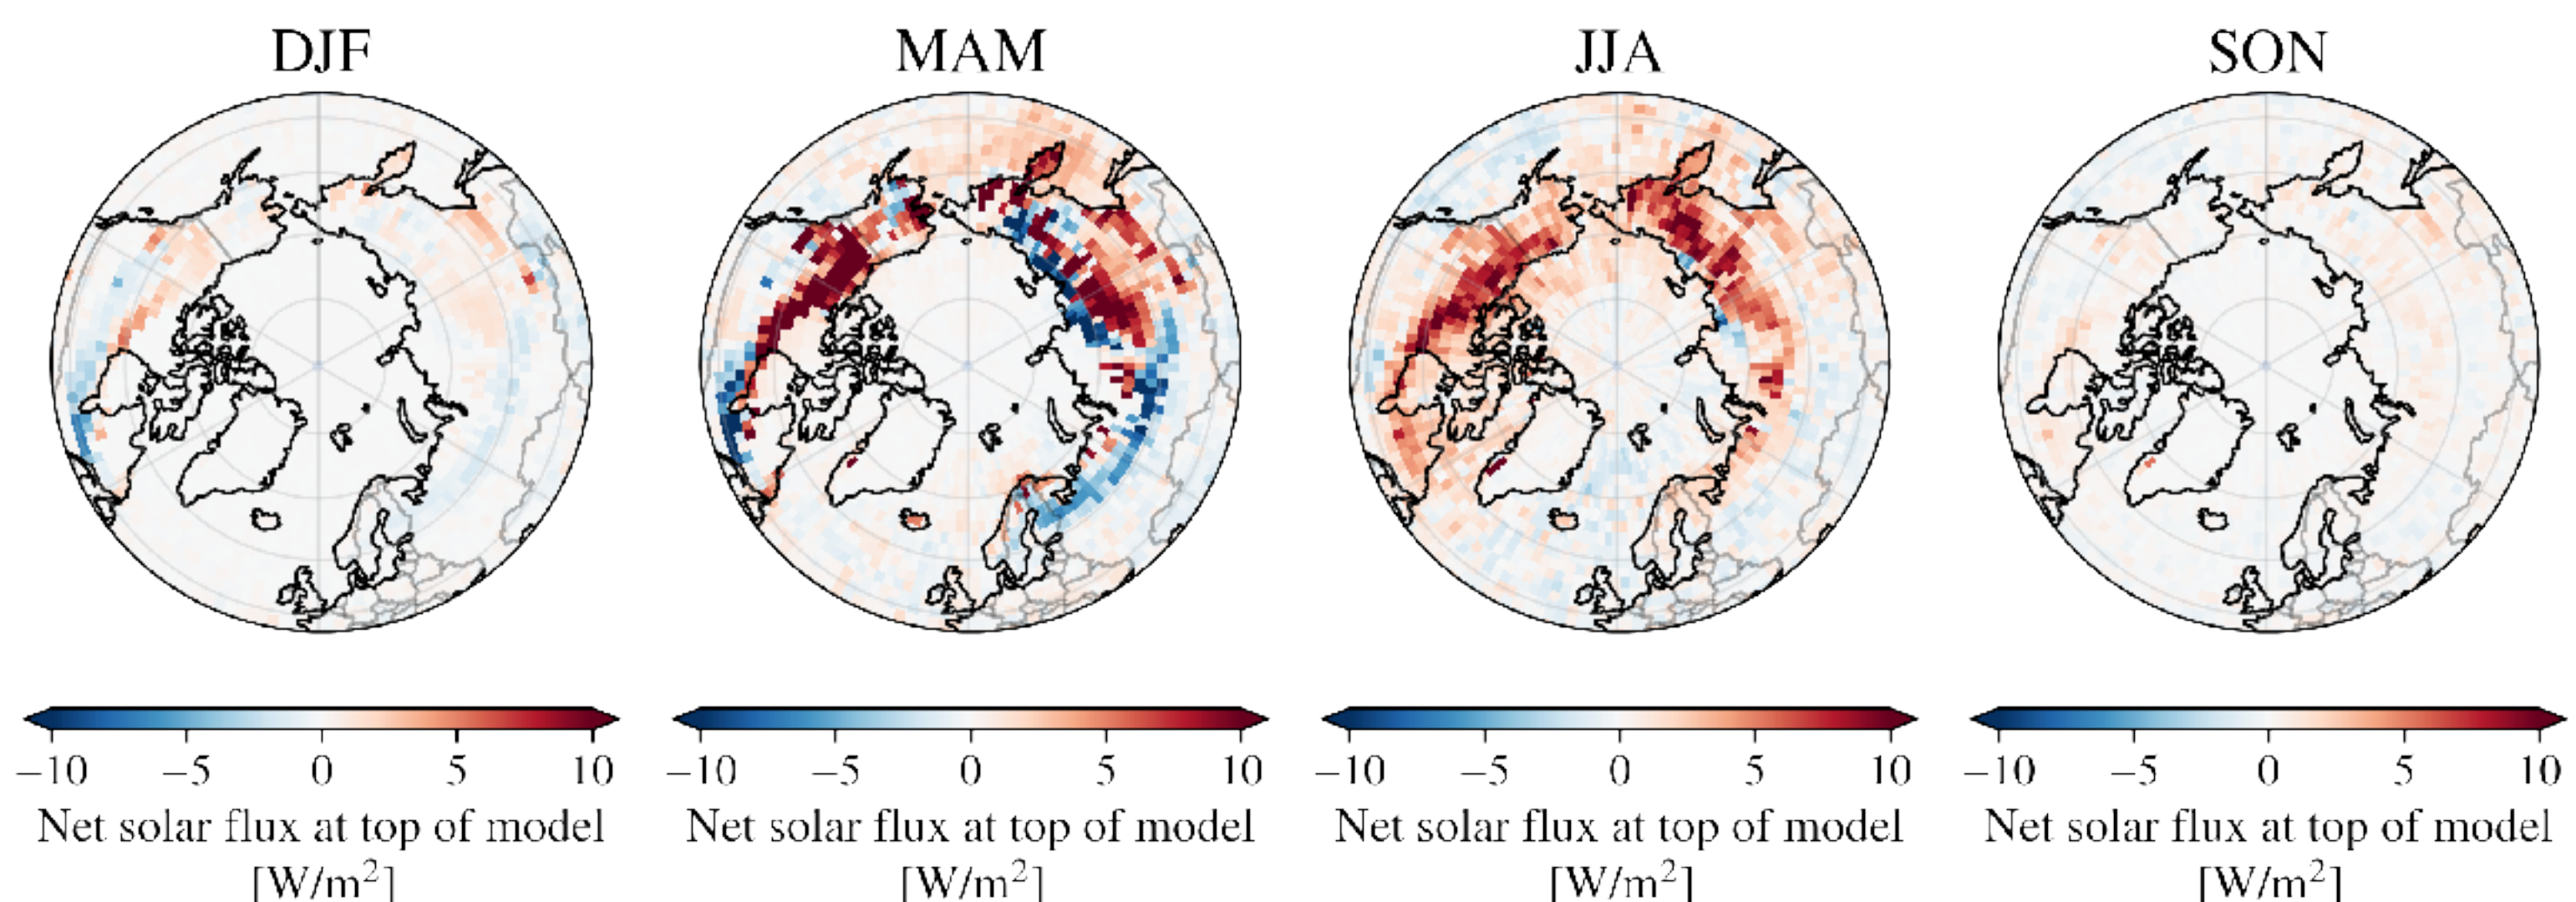 DJF MAM JJA SON
−10 −5 0 5 10 −10 −5 0 5 10 −10 −5 0 5 10 −10 −5 0 5 10
Net solar flux at top of model Net solar flux at top of model Net solar flux at top of model Net solar flux at top of model
[W/m²] [W/m²] [W/m²] [W/m²]